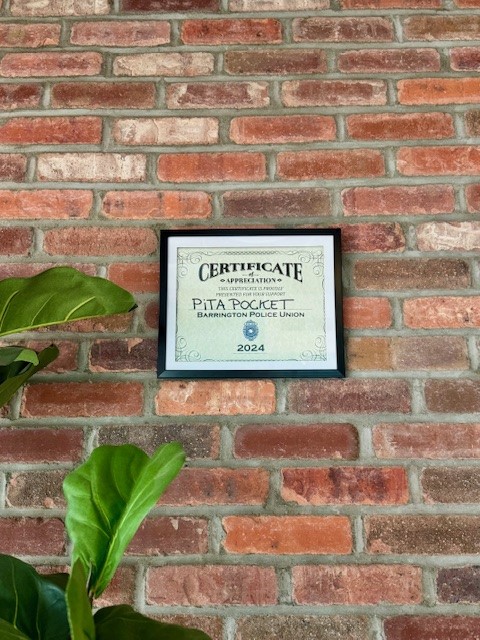 CERTIFICATE
of
APPRECIATION
THIS CERTIFICATE IS PROUDLY
PRESENTED FOR YOUR SUPPORT
PiTA POCKET
BARRINGTON POLICE UNION
2024